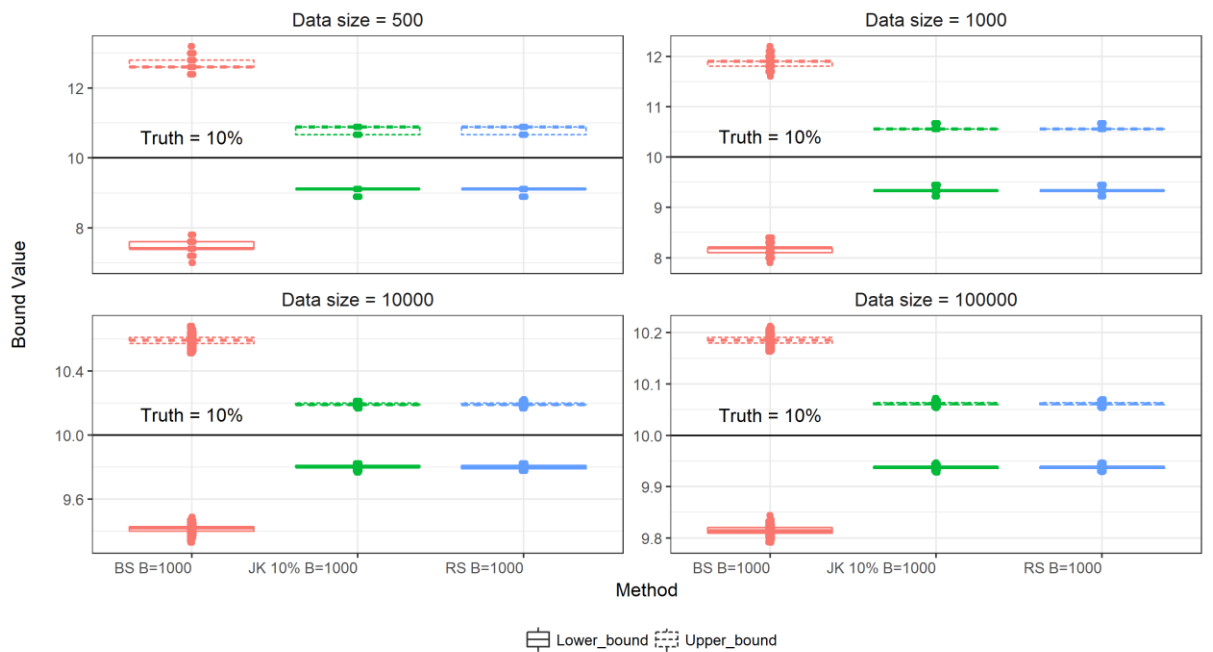 Data size = 500
Data size = 1000
12
10
8
Truth = 10%
12
11
10
9
8
Truth = 10%
Bound Value
Data size = 10000
Data size = 100000
10.4
10.0
9.6
Truth = 10%
10.2
10.1
10.0
9.9
9.8
Truth = 10%
BS B=1000 JK 10% B=1000 RS B=1000
BS B=1000 JK 10% B=1000 RS B=1000
Method
Lower_bound Upper_bound